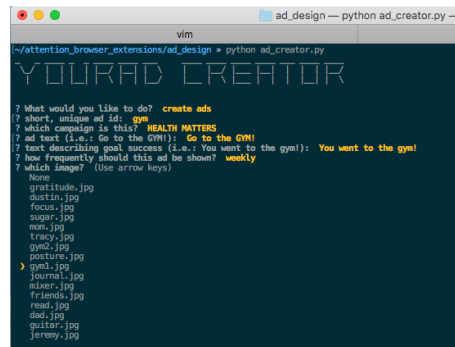 ad_design — python ad_creator.py —
vim
[~/attention_browser_extensions/ad_design » python ad_creator.py
YOURAD CREATOR
? What would you like to do? create ads
[? short, unique ad id: gym
? which campaign is this? HEALTH MATTERS
[? ad text (i.e.: Go to the GYM!): Go to the GYM!
[? text describing goal success (i.e.: You went to the gym!): You went to the gym!
? how frequently should this ad be shown? weekly
? which image? (Use arrow keys)
None
gratitude.jpg
dustin.jpg
focus.jpg
sugar.jpg
mom.jpg
tracy.jpg
gym2.jpg
posture.jpg
❯ gym1.jpg
journal.jpg
mixer.jpg
friends.jpg
read.jpg
dad.jpg
guitar.jpg
jeremy.jpg